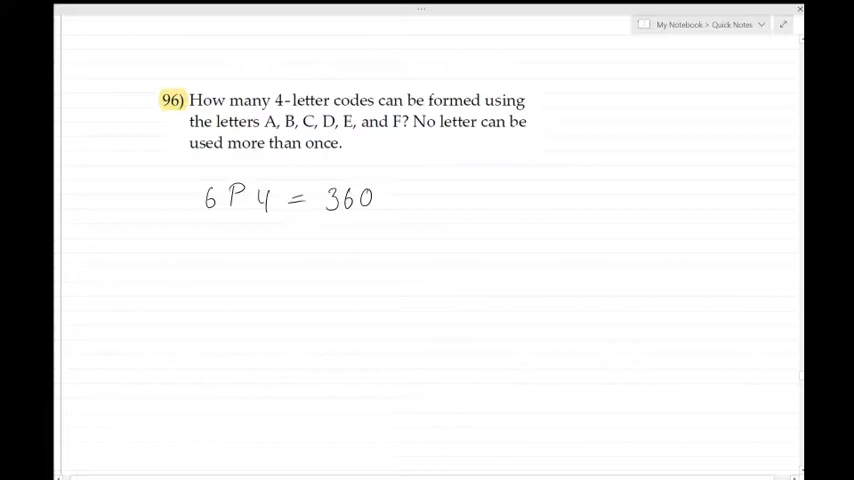 My Notebook > Quick Notes
96) How many 4-letter codes can be formed using
the letters A, B, C, D, E, and F? No letter can be
used more than once.
6 P 4 = 360